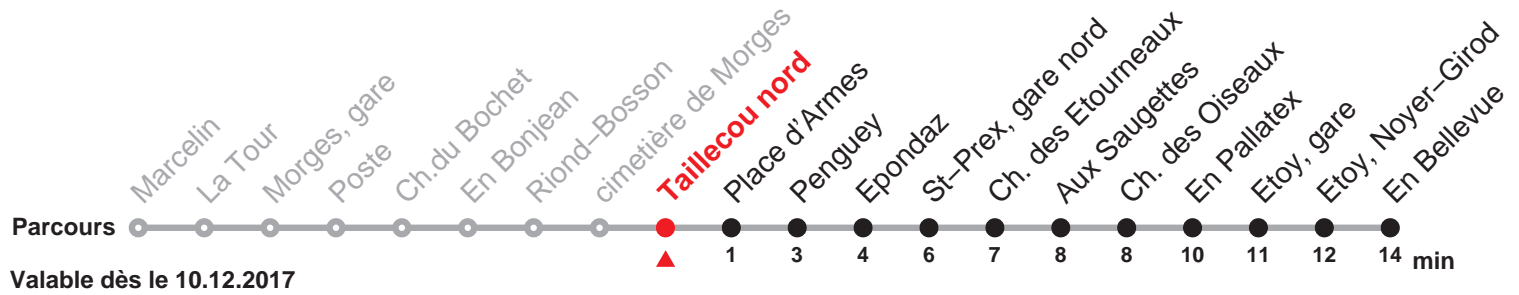 Marcelin
La Tour
Morges, gare
Poste
Ch.du Bochet
En Bonjean
Riond–Bosson
cimetière de Morges
Taillecou nord
Place d'Armes
Penguey
Epondaz
St–Prex, gare nord
Ch. des Etourneaux
Aux Saugettes
Ch. des Oiseaux
En Pallatex
Etoy, gare
Etoy, Noyer–Girod
En Bellevue
Parcours
1 3 4 6 7 8 8 10 11 12 14 min
Valable dès le 10.12.2017